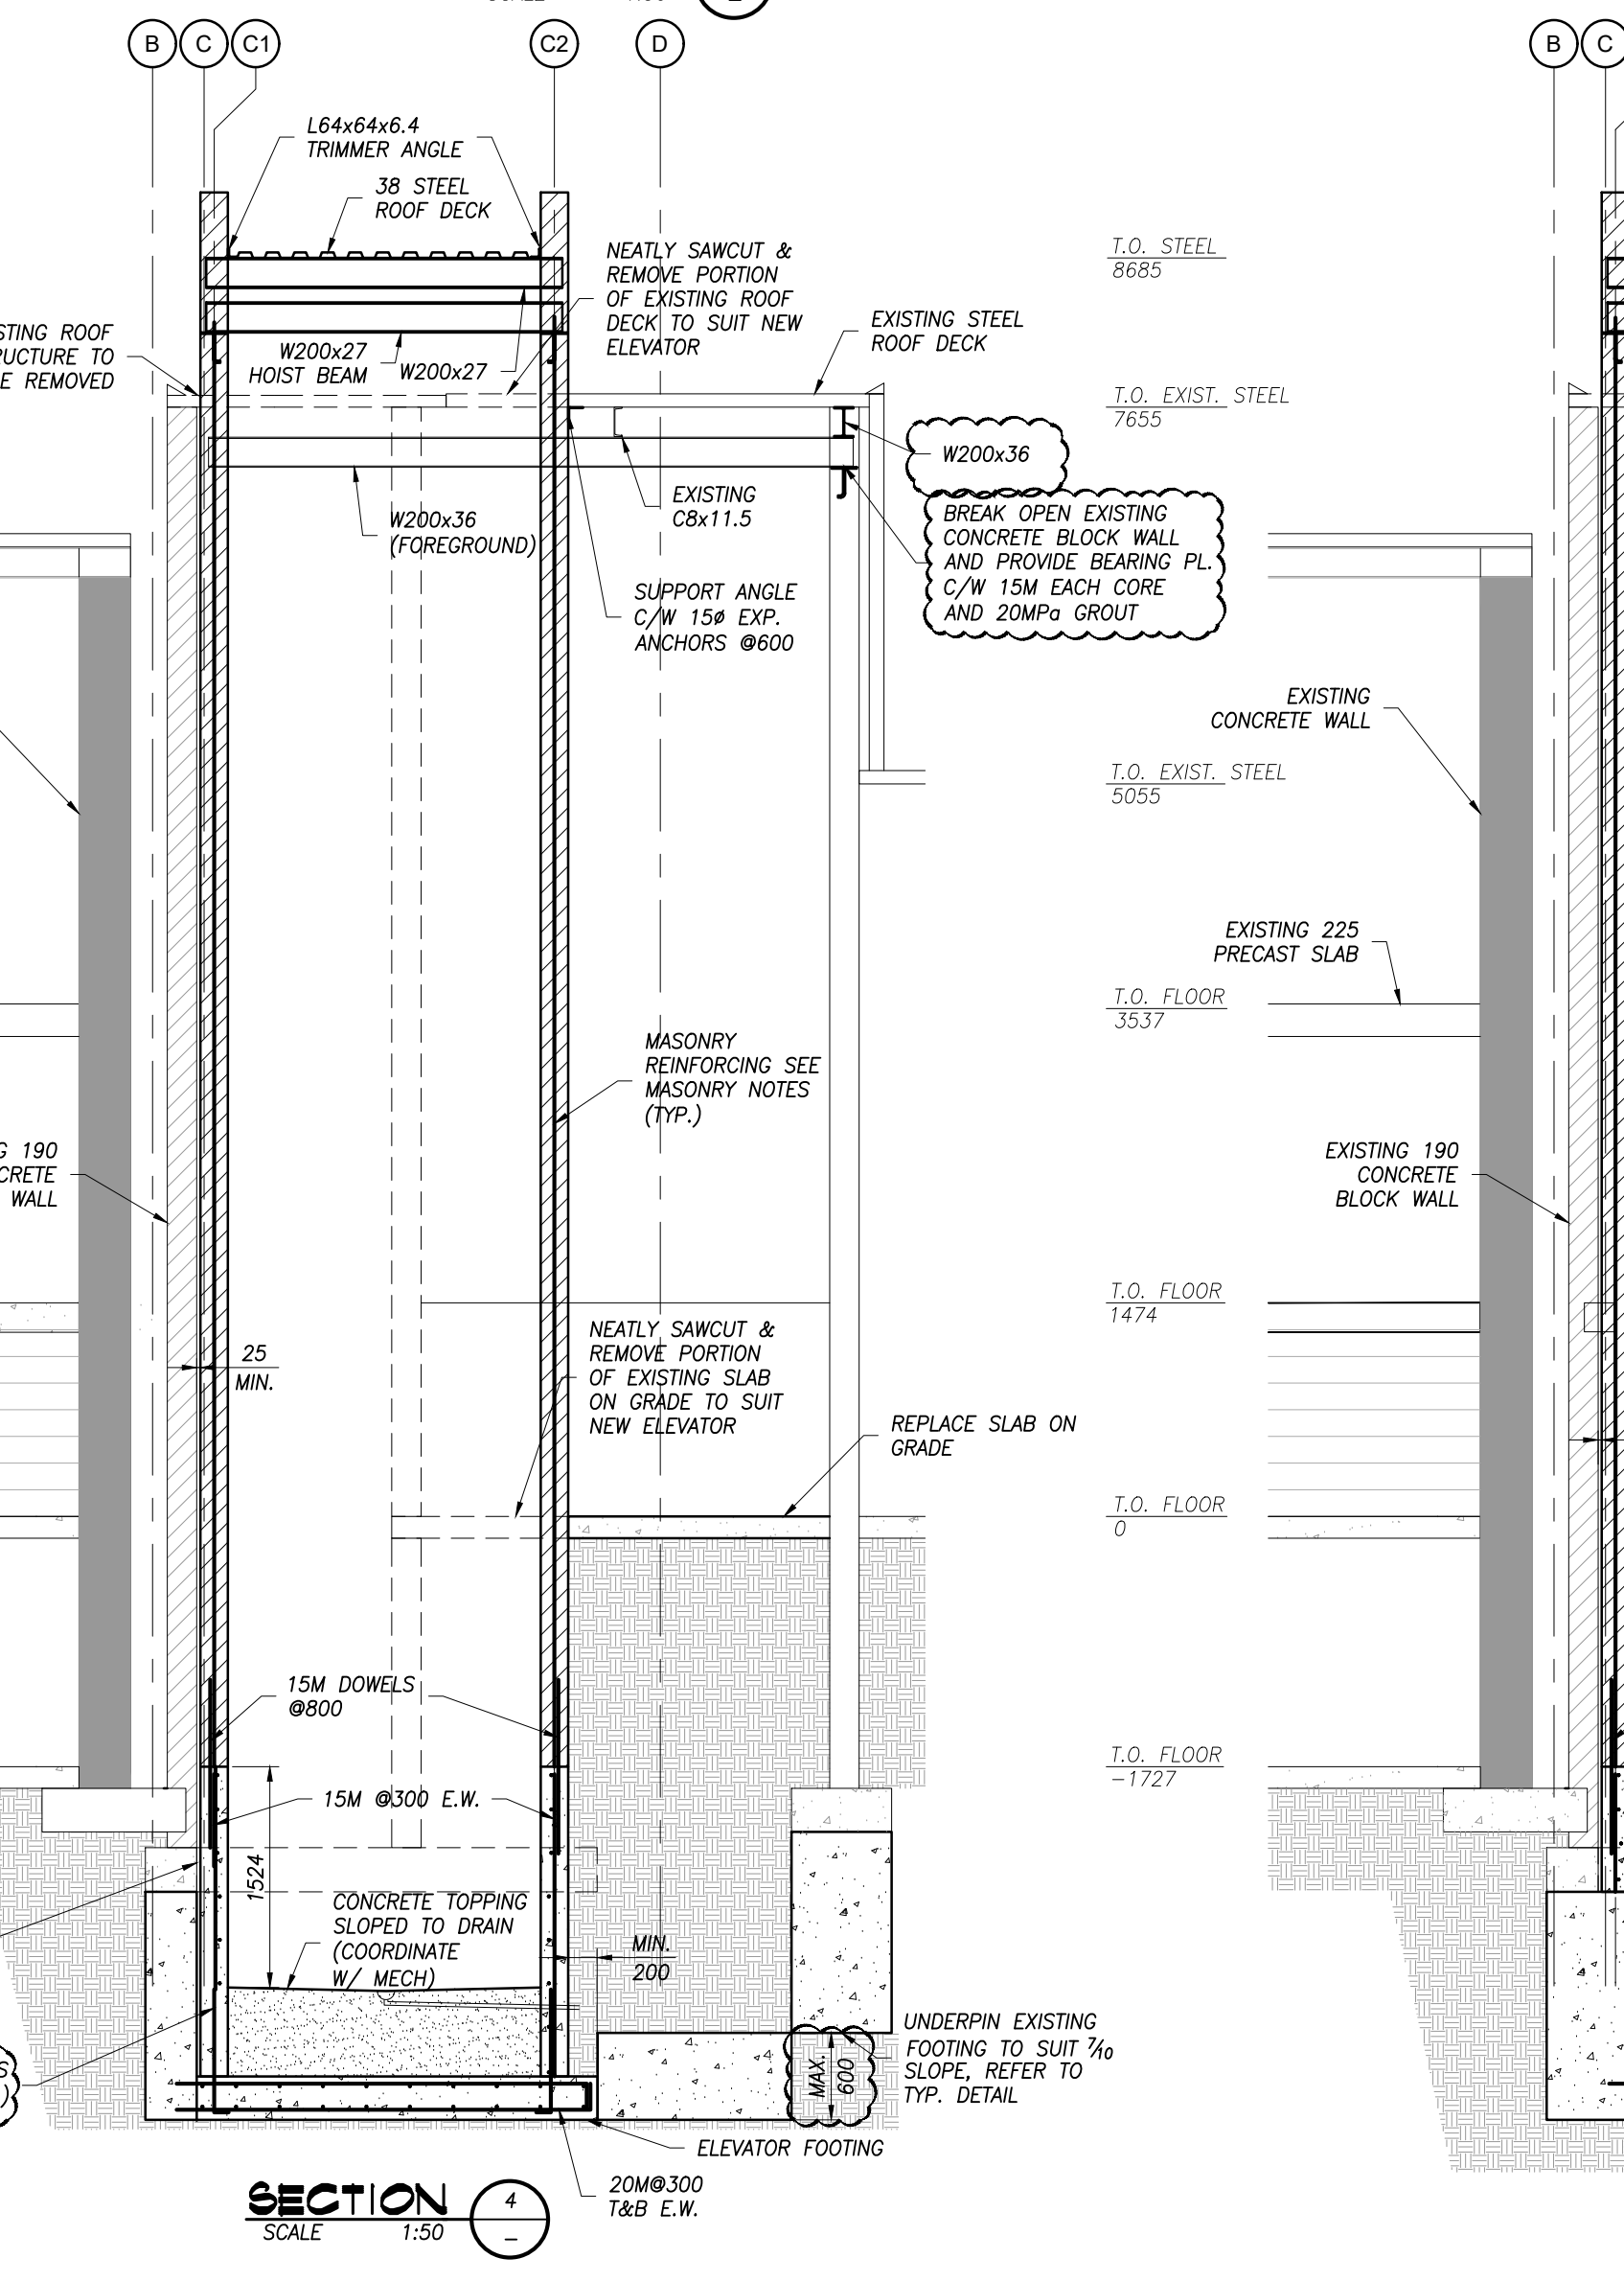 B
C
C1
C2
D
B
C
L64x64x6.4
TRIMMER ANGLE
38 STEEL
ROOF DECK
NEATLY SAWCUT &
REMOVE PORTION
OF EXISTING ROOF
DECK TO SUIT NEW
ELEVATOR
T.O. STEEL
8685
STING ROOF
RUCTURE TO
E REMOVED
W200x27
HOIST BEAM
W200x27
EXISTING STEEL
ROOF DECK
T.O. EXIST. STEEL
7655
W200x36
W200x36
(FOREGROUND)
EXISTING
C8x11.5
BREAK OPEN EXISTING
CONCRETE BLOCK WALL
AND PROVIDE BEARING PL.
C/W 15M EACH CORE
AND 20MPa GROUT
SUPPORT ANGLE
C/W 15ø EXP.
ANCHORS @600
EXISTING
CONCRETE WALL
T.O. EXIST. STEEL
5055
EXISTING 225
PRECAST SLAB
T.O. FLOOR
3537
MASONRY
REINFORCING SEE
MASONRY NOTES
(TYP.)
G 190
CRETE
WALL
EXISTING 190
CONCRETE
BLOCK WALL
T.O. FLOOR
1474
25
MIN.
NEATLY SAWCUT &
REMOVE PORTION
OF EXISTING SLAB
ON GRADE TO SUIT
NEW ELEVATOR
REPLACE SLAB ON
GRADE
T.O. FLOOR
0
15M DOWELS
@800
T.O. FLOOR
-1727
15M @300 E.W.
1524
CONCRETE TOPPING
SLOPED TO DRAIN
(COORDINATE
W/ MECH)
MIN.
200
MAX.
600
UNDERPIN EXISTING
FOOTING TO SUIT 7/10
SLOPE, REFER TO
TYP. DETAIL
S
)
ELEVATOR FOOTING
20M@300
T&B E.W.
SECTION
SCALE 1:50
4
–